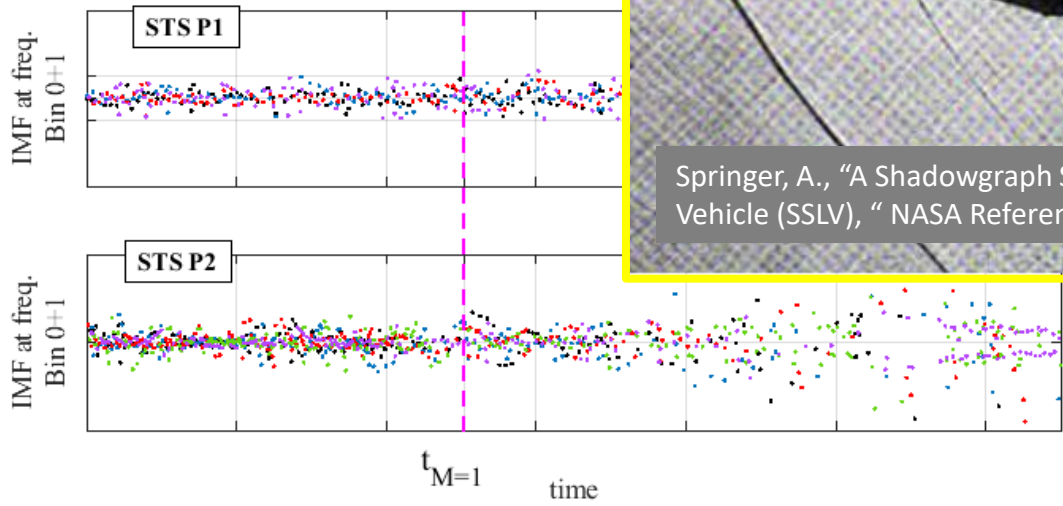 STS P1
IMF at freq.
Bin 0+1
Springer, A., “A Shadowgraph S
Vehicle (SSLV), “ NASA Referen
STS P2
IMF at freq.
Bin 0+1
t_M=1
time